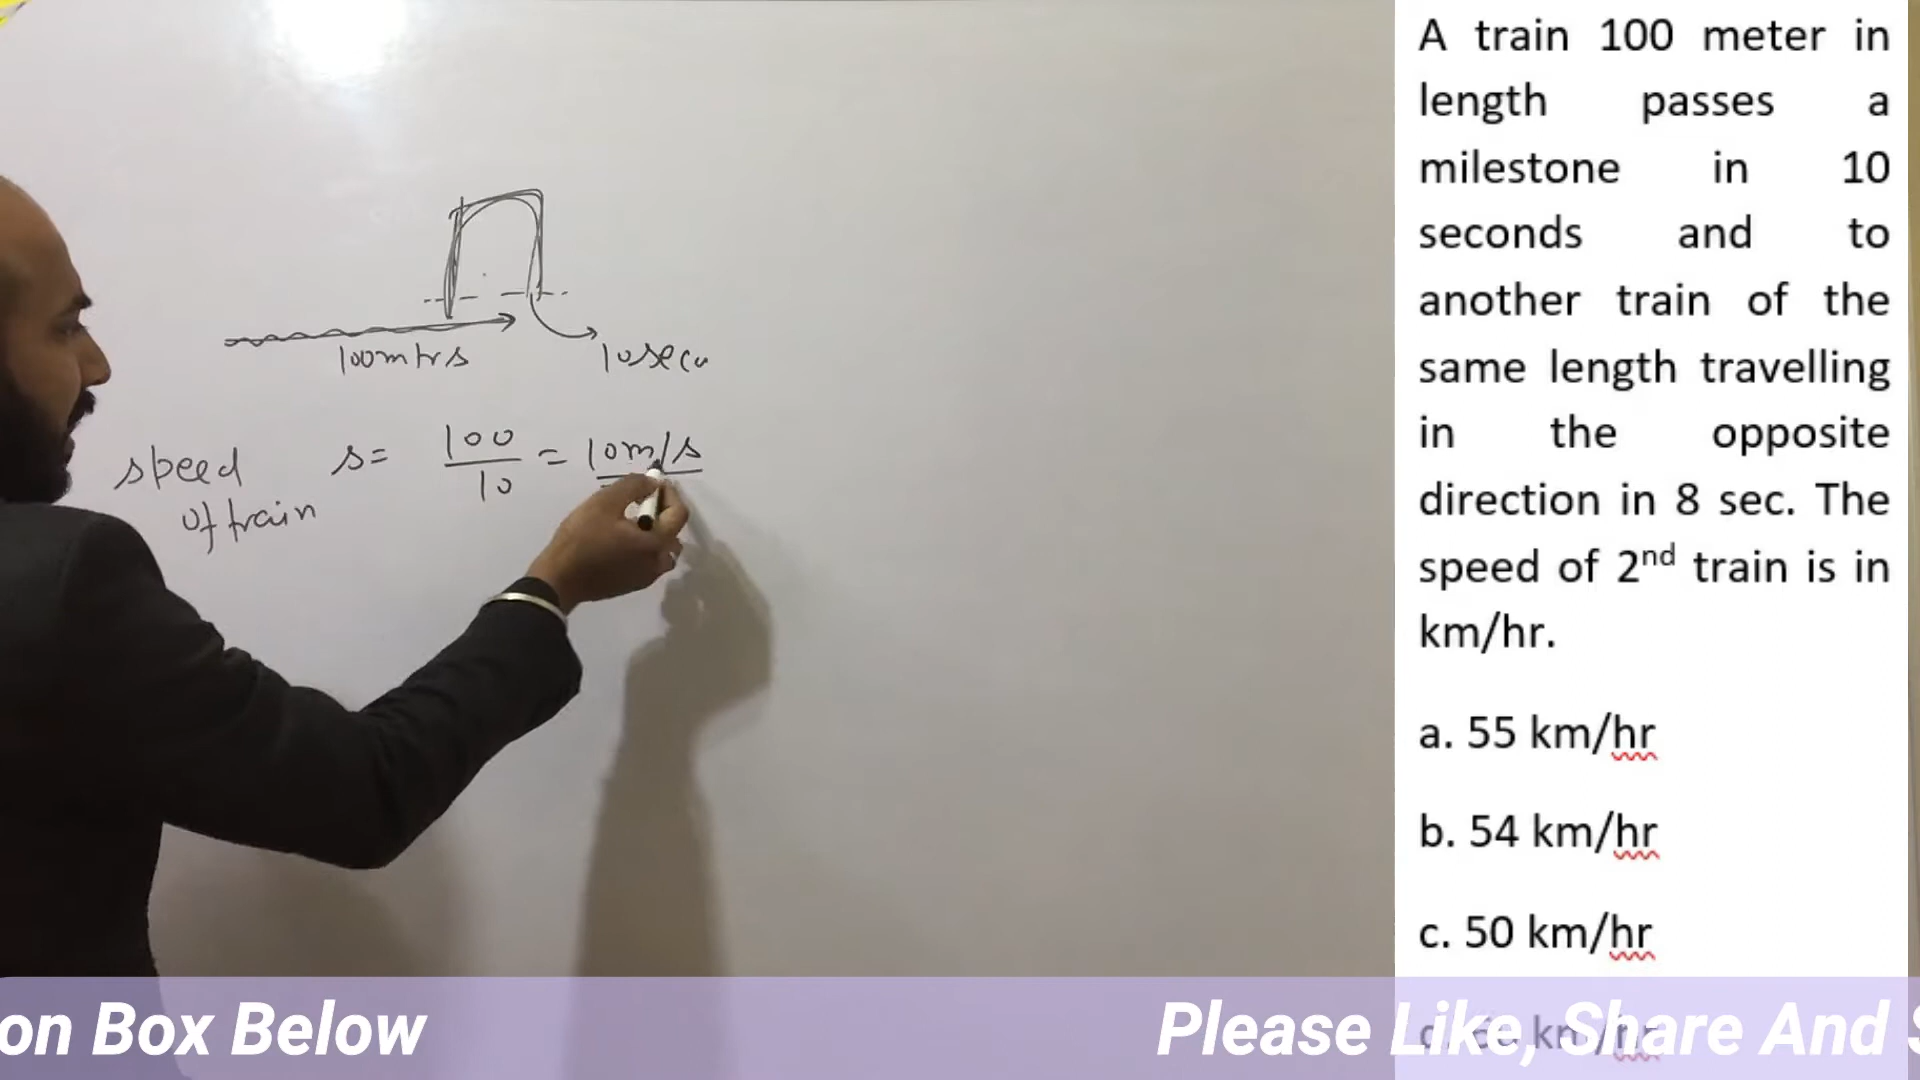 100mtrs
10sec
speed s= 100/10 = 10m/s
of train
A train 100 meter in
length passes a
milestone in 10
seconds and to
another train of the
same length travelling
in the opposite
direction in 8 sec. The
speed of 2nd train is in
km/hr.
a. 55 km/hr
b. 54 km/hr
c. 50 km/hr
on Box Below
Please Like, Share And S